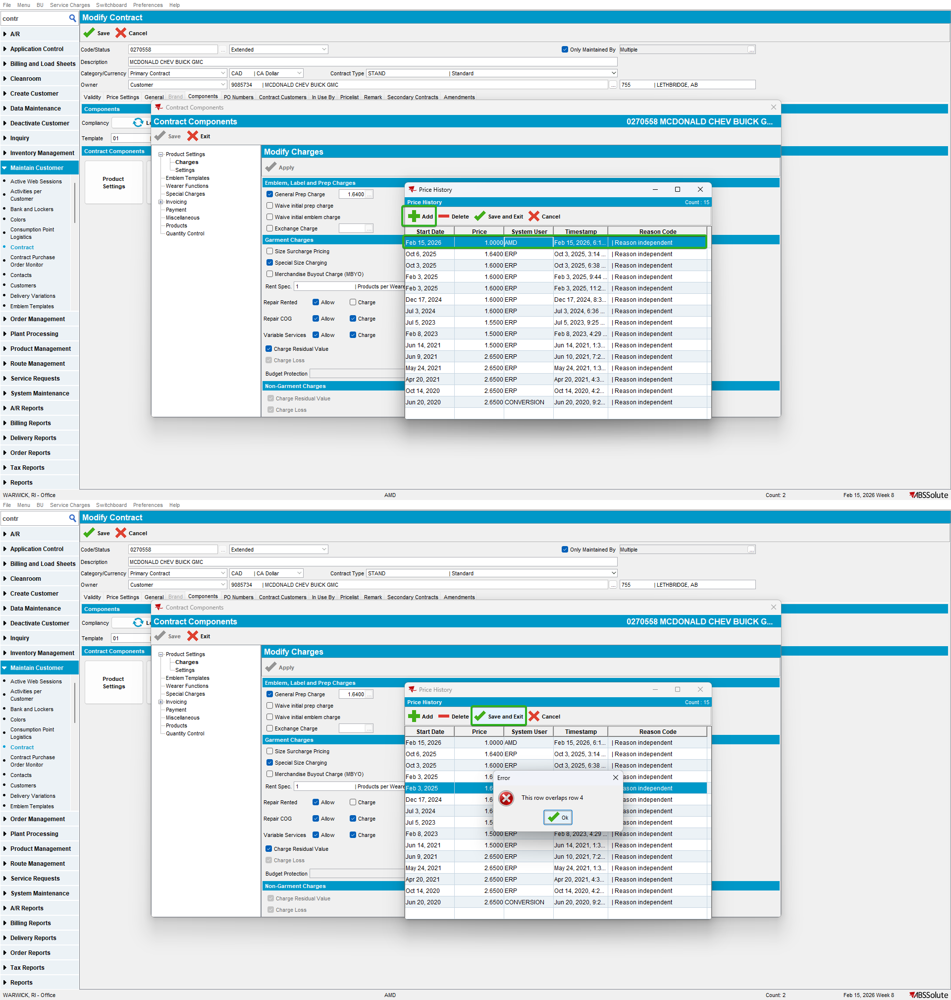 File Menu BU Service Charges Switchboard Preferences Help
contr Modify Contract
Save Cancel
A/R
Application Control
Billing and Load Sheets
Cleanroom
Create Customer
Data Maintenance
Deactivate Customer
Inquiry
Inventory Management
Maintain Customer
Active Web Sessions
Activities per
Customer
Bank and Lockers
Colors
Consumption Point
Logistics
Contract
Contract Purchase
Order Monitor
Contacts
Customers
Delivery Variations
Emblem Templates
Order Management
Plant Processing
Product Management
Route Management
Service Requests
System Maintenance
A/R Reports
Billing Reports
Delivery Reports
Order Reports
Tax Reports
Reports
Code/Status 0270558 ... Extended Only Maintained By Multiple ...
Description MCDONALD CHEV BUICK GMC
Category/Currency Primary Contract CAD | CA Dollar Contract Type STAND | Standard
Owner Customer 9085734 | MCDONALD CHEV BUICK GMC ... 755 | LETHBRIDGE, AB
Validity Price Settings General Brand Components PO Numbers Contract Customers In Use By Pricelist Remark Secondary Contracts Amendments
Components
Compliancy
Template 01
Contract Components
Product
Settings
Contract Components
Contract Components 0270558 MCDONALD CHEV BUICK G...
Save Exit
Product Settings
Charges
Settings
Emblem Templates
Wearer Functions
Special Charges
Invoicing
Payment
Miscellaneous
Products
Quantity Control
Modify Charges
Apply
Emblem, Label and Prep Charges
General Prep Charge 1.6400 ...
Waive initial prep charge
Waive initial emblem charge
Exchange Charge ...
Garment Charges
Size Surcharge Pricing
Special Size Charging
Merchandise Buyout Charge (MBYO)
Rent Spec. 1 | Products per Weare
Repair Rented Allow Charge
Repair COG Allow Charge
Variable Services Allow Charge
Charge Residual Value
Charge Loss
Budget Protection
Non-Garment Charges
Charge Residual Value
Charge Loss
Price History
Price History Count : 15
Add Delete Save and Exit Cancel
Start Date Price System User Timestamp Reason Code
Feb 15, 2026 1.0000 AMD Feb 15, 2026, 6:1... | Reason independent
Oct 6, 2025 1.6400 ERP Oct 3, 2025, 3:14 ... | Reason independent
Oct 3, 2025 1.6000 ERP Oct 3, 2025, 6:38 ... | Reason independent
Feb 3, 2025 1.6000 ERP Feb 3, 2025, 9:44 ... | Reason independent
Feb 3, 2025 1.6000 ERP Feb 3, 2025, 11:2... | Reason independent
Dec 17, 2024 1.6000 ERP Dec 17, 2024, 8:3... | Reason independent
Jul 3, 2024 1.6000 ERP Jul 3, 2024, 6:36 ... | Reason independent
Jul 5, 2023 1.5500 ERP Jul 5, 2023, 9:25 ... | Reason independent
Feb 8, 2023 1.5000 ERP Feb 8, 2023, 4:29 ... | Reason independent
Jun 14, 2021 1.5000 ERP Jun 14, 2021, 1:3... | Reason independent
Jun 9, 2021 2.6500 ERP Jun 10, 2021, 7:2... | Reason independent
May 24, 2021 2.6500 ERP May 24, 2021, 1:3... | Reason independent
Apr 20, 2021 2.6500 ERP Apr 20, 2021, 4:3... | Reason independent
Oct 14, 2020 2.6500 ERP Oct 14, 2020, 4:2... | Reason independent
Jun 20, 2020 2.6500 CONVERSION Jun 20, 2020, 9:2... | Reason independent
WARWICK, RI - Office AMD Count: 2 Feb 15, 2026 Week 8 ABSSolute
File Menu BU Service Charges Switchboard Preferences Help
contr Modify Contract
Save Cancel
A/R
Application Control
Billing and Load Sheets
Cleanroom
Create Customer
Data Maintenance
Deactivate Customer
Inquiry
Inventory Management
Maintain Customer
Active Web Sessions
Activities per
Customer
Bank and Lockers
Colors
Consumption Point
Logistics
Contract
Contract Purchase
Order Monitor
Contacts
Customers
Delivery Variations
Emblem Templates
Order Management
Plant Processing
Product Management
Route Management
Service Requests
System Maintenance
A/R Reports
Billing Reports
Delivery Reports
Order Reports
Tax Reports
Reports
Code/Status 0270558 ... Extended Only Maintained By Multiple ...
Description MCDONALD CHEV BUICK GMC
Category/Currency Primary Contract CAD | CA Dollar Contract Type STAND | Standard
Owner Customer 9085734 | MCDONALD CHEV BUICK GMC ... 755 | LETHBRIDGE, AB
Validity Price Settings General Brand Components PO Numbers Contract Customers In Use By Pricelist Remark Secondary Contracts Amendments
Components
Compliancy
Template 01
Contract Components
Product
Settings
Contract Components
Contract Components 0270558 MCDONALD CHEV BUICK G...
Save Exit
Product Settings
Charges
Settings
Emblem Templates
Wearer Functions
Special Charges
Invoicing
Payment
Miscellaneous
Products
Quantity Control
Modify Charges
Apply
Emblem, Label and Prep Charges
General Prep Charge 1.6400 ...
Waive initial prep charge
Waive initial emblem charge
Exchange Charge ...
Garment Charges
Size Surcharge Pricing
Special Size Charging
Merchandise Buyout Charge (MBYO)
Rent Spec. 1 | Products per Weare
Repair Rented Allow Charge
Repair COG Allow Charge
Variable Services Allow Charge
Charge Residual Value
Charge Loss
Budget Protection
Non-Garment Charges
Charge Residual Value
Charge Loss
Price History
Price History Count : 15
Add Delete Save and Exit Cancel
Start Date Price System User Timestamp Reason Code
Feb 15, 2026 1.0000 AMD Feb 15, 2026, 6:1... | Reason independent
Oct 6, 2025 1.6400 ERP Oct 3, 2025, 3:14 ... | Reason independent
Oct 3, 2025 1.6000 ERP Oct 3, 2025, 6:38 ... | Reason independent
Feb 3, 2025 1.6 ason independent
Feb 3, 2025 1.6 ason independent
Dec 17, 2024 1.6 ason independent
Jul 3, 2024 1.6 ason independent
Jul 5, 2023 1.5 ason independent
Feb 8, 2023 1.5000 ERP Feb 8, 2023, 4:29 ... | Reason independent
Jun 14, 2021 1.5000 ERP Jun 14, 2021, 1:3... | Reason independent
Jun 9, 2021 2.6500 ERP Jun 10, 2021, 7:2... | Reason independent
May 24, 2021 2.6500 ERP May 24, 2021, 1:3... | Reason independent
Apr 20, 2021 2.6500 ERP Apr 20, 2021, 4:3... | Reason independent
Oct 14, 2020 2.6500 ERP Oct 14, 2020, 4:2... | Reason independent
Jun 20, 2020 2.6500 CONVERSION Jun 20, 2020, 9:2... | Reason independent
Error
This row overlaps row 4
Ok
WARWICK, RI - Office AMD Count: 2 Feb 15, 2026 Week 8 ABSSolute